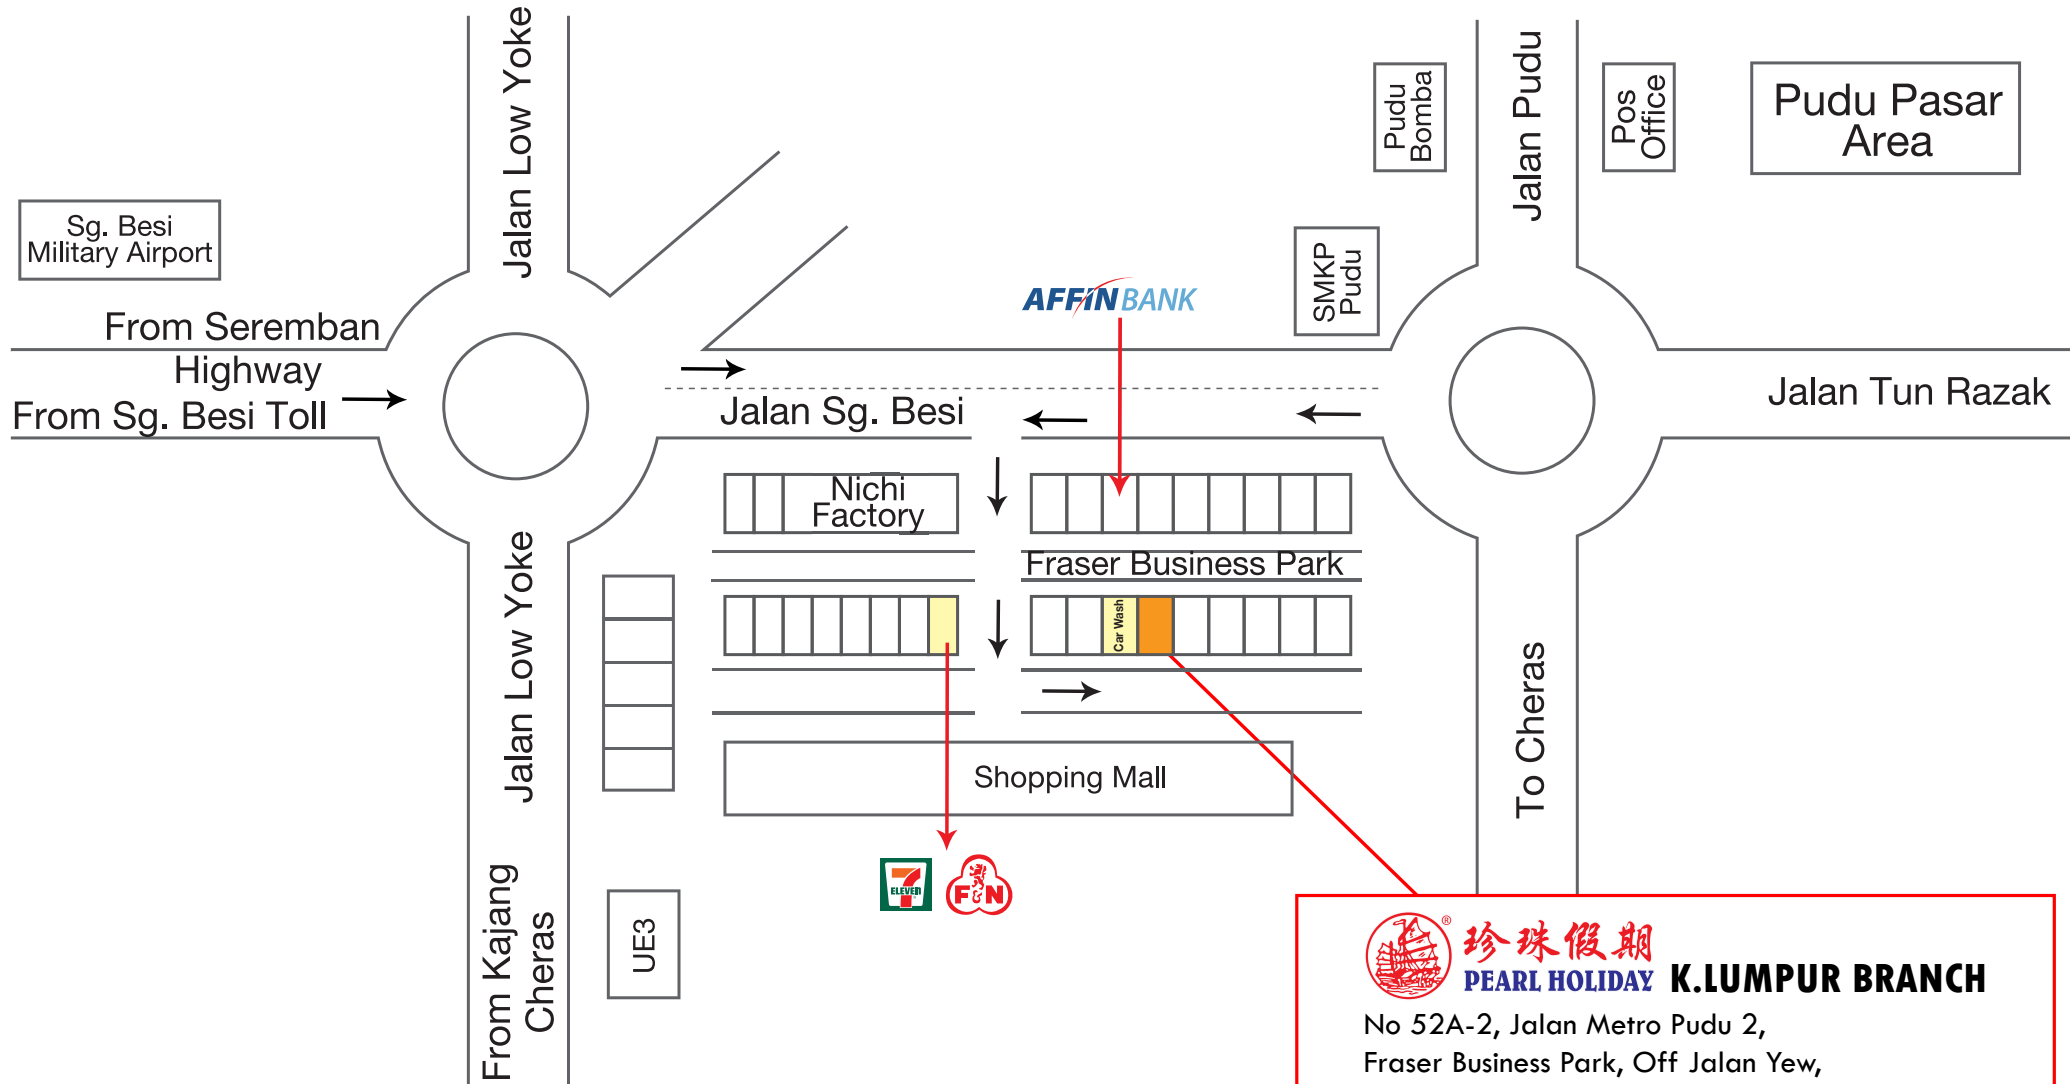 Jalan Low Yoke
Jalan Pudu
Pudu
Bomba
Pos
Office
Pudu Pasar
Area
Sg. Besi
Military Airport
SMKP
Pudu
AFFIN BANK
From Seremban
Highway
From Sg. Besi Toll
Jalan Sg. Besi
Jalan Tun Razak
Nichi
Factory
Fraser Business Park
Car Wash
Jalan Low Yoke
To Cheras
Shopping Mall
7
ELEVEN
F&N
From Kajang
Cheras
UE3
珍珠假期®
PEARL HOLIDAY K.LUMPUR BRANCH
No 52A-2, Jalan Metro Pudu 2,
Fraser Business Park, Off Jalan Yew,